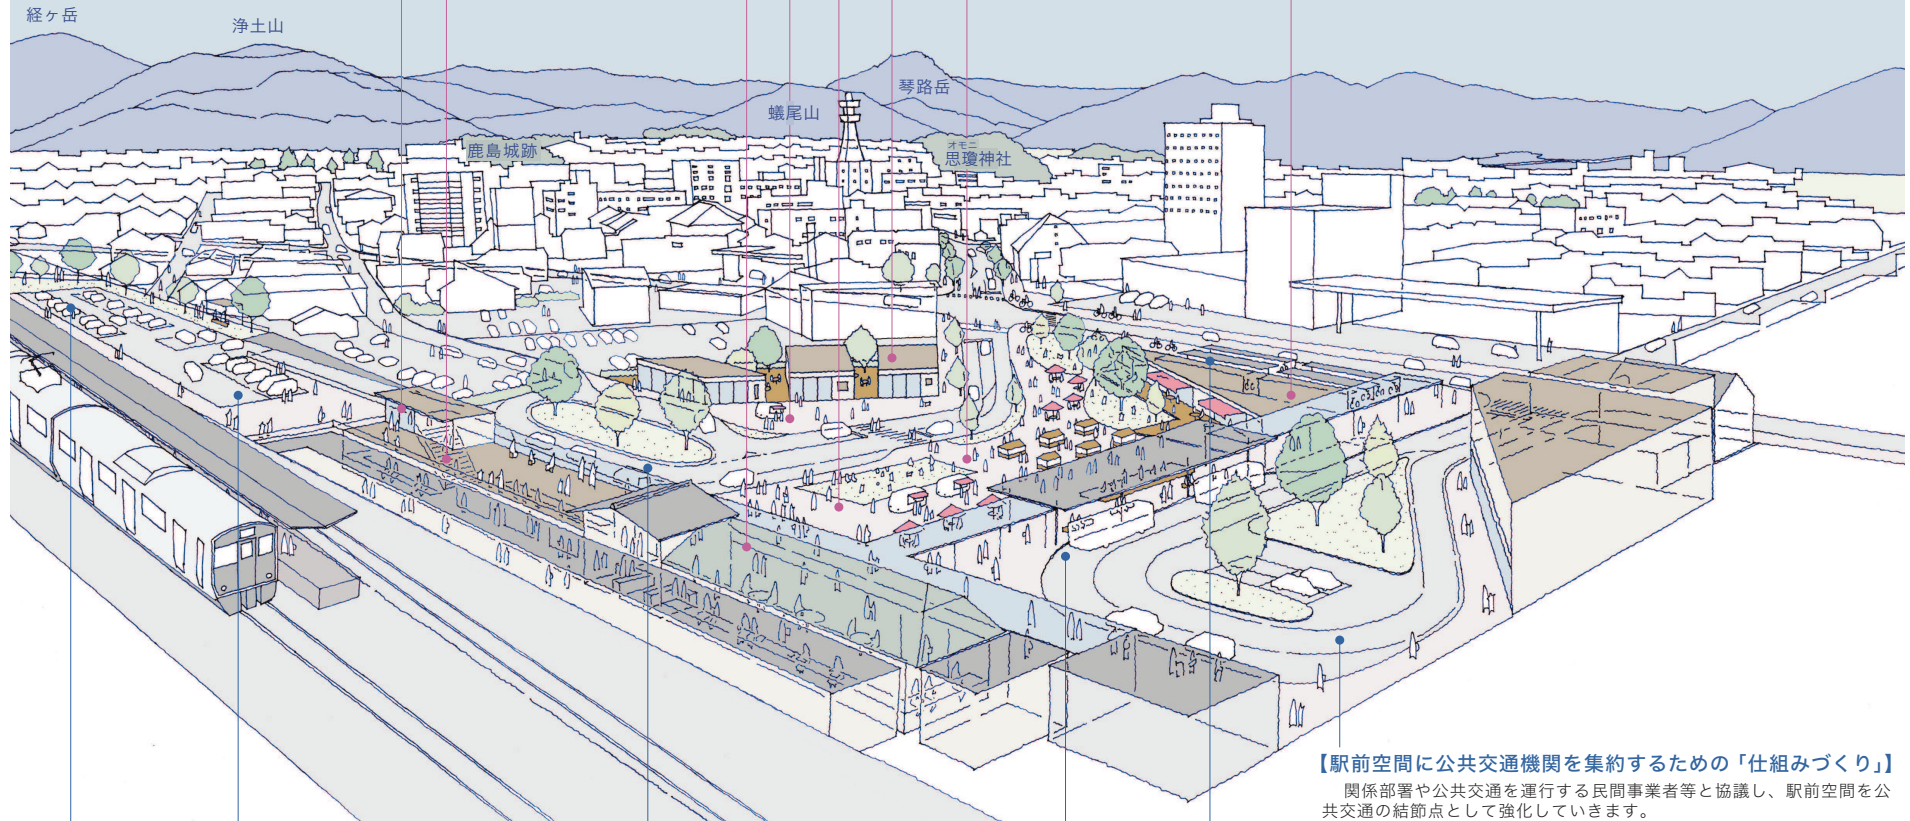 経ヶ岳
浄土山
琴路岳
蟻尾山
鹿島城跡
オモニ
思瓊神社
【駅前空間に公共交通機関を集約するための「仕組みづくり」】
関係部署や公共交通を運行する民間事業者等と協議し、駅前空間を公
共交通の結節点として強化していきます。